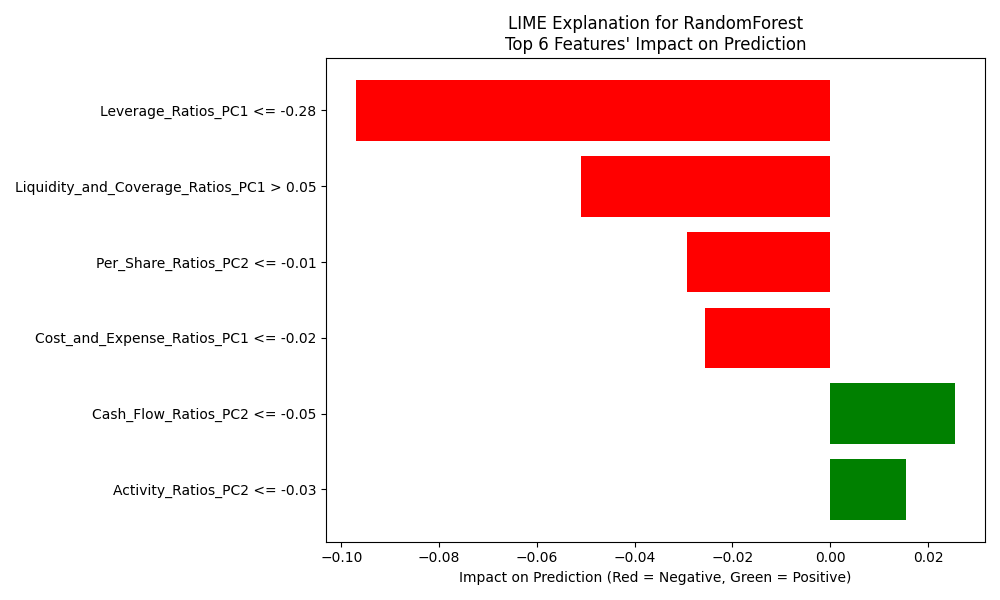 LIME Explanation for RandomForest
Top 6 Features' Impact on Prediction
Leverage_Ratios_PC1 <= -0.28
Liquidity_and_Coverage_Ratios_PC1 > 0.05
Per_Share_Ratios_PC2 <= -0.01
Cost_and_Expense_Ratios_PC1 <= -0.02
Cash_Flow_Ratios_PC2 <= -0.05
Activity_Ratios_PC2 <= -0.03
−0.10 −0.08 −0.06 −0.04 −0.02 0.00 0.02
Impact on Prediction (Red = Negative, Green = Positive)